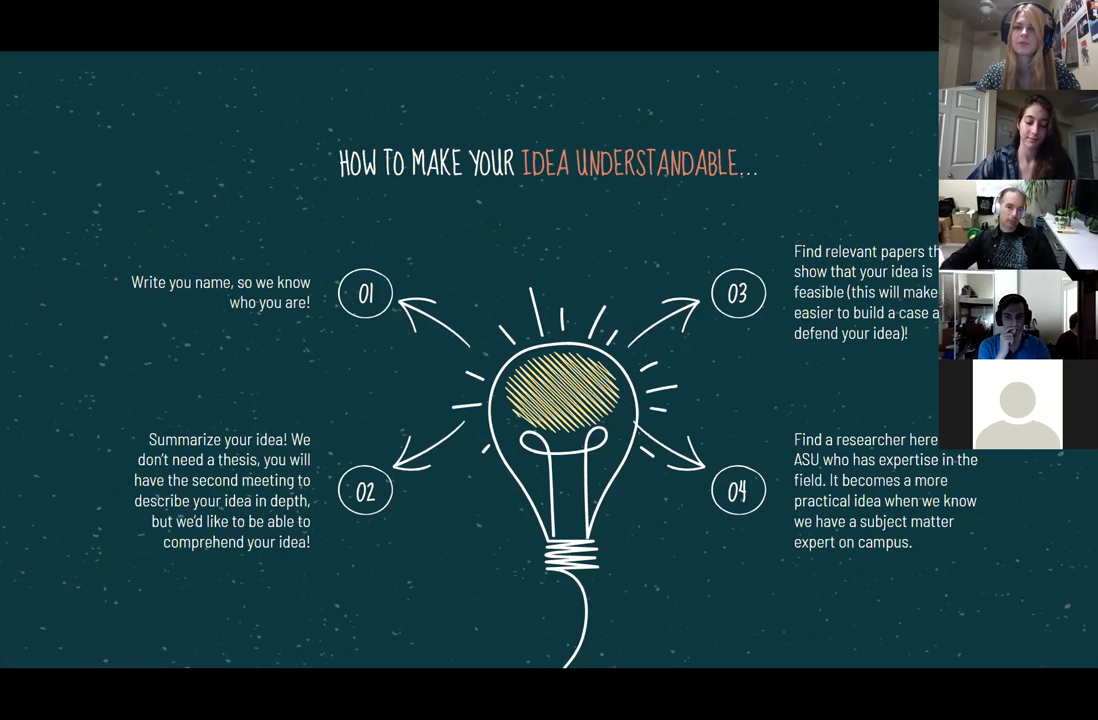 HOW TO MAKE YOUR IDEA UNDERSTANDABLE...
01
Write you name, so we know
who you are!
02
Summarize your idea! We
don't need a thesis, you will
have the second meeting to
describe your idea in depth,
but we'd like to be able to
comprehend your idea!
03
Find relevant papers
show that your idea is
feasible (this will make
easier to build a case
defend your idea)!
04
Find a researcher here
ASU who has expertise in the
field. It becomes a more
practical idea when we know
we have a subject matter
expert on campus.